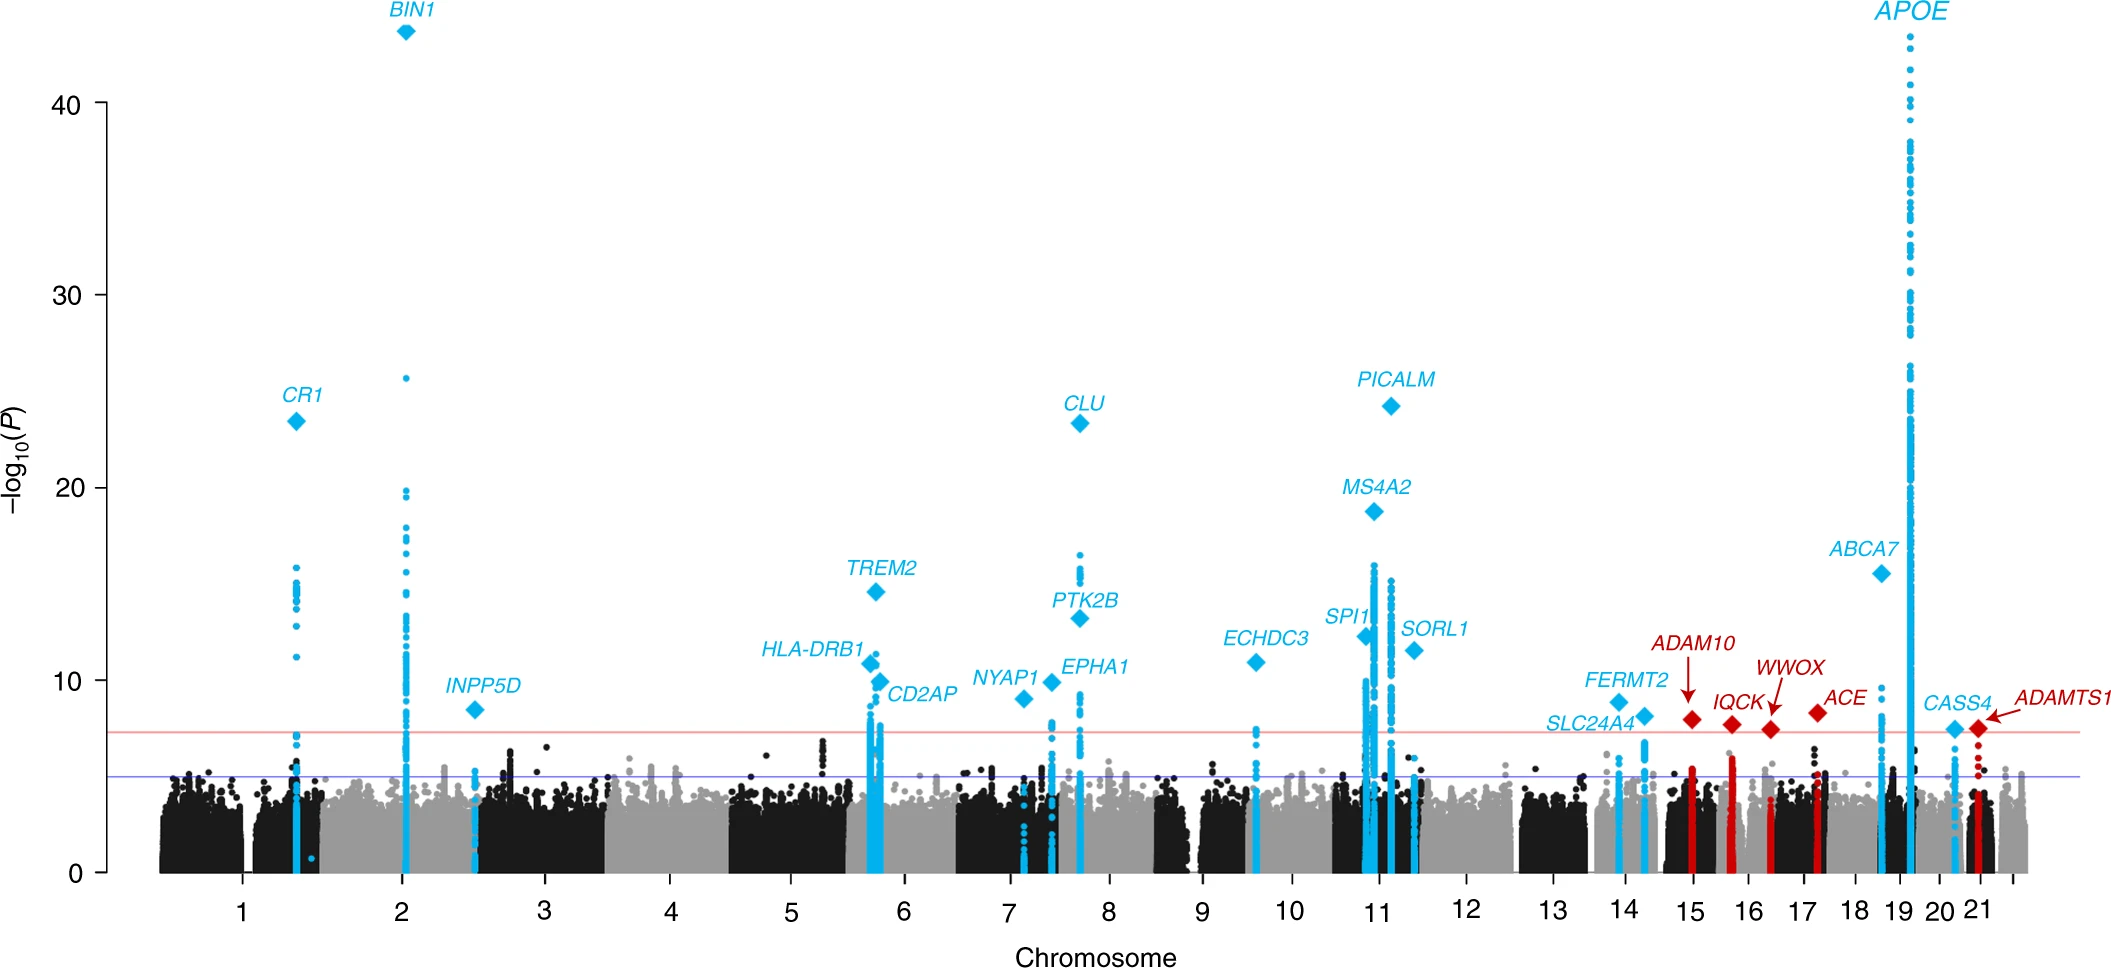 BIN1
APOE
40
30
CR1
PICALM
CLU
–log10(P)
20
MS4A2
ABCA7
TREM2
PTK2B
SPI1
SORL1
ECHDC3
HLA-DRB1
ADAM10
EPHA1
WWOX
10
NYAP1
INPP5D
CD2AP
FERMT2
IQCK
ACE
CASS4
ADAMTS1
SLC24A4
0
1 2 3 4 5 6 7 8 9 10 11 12 13 14 15 16 17 18 19 20 21
Chromosome